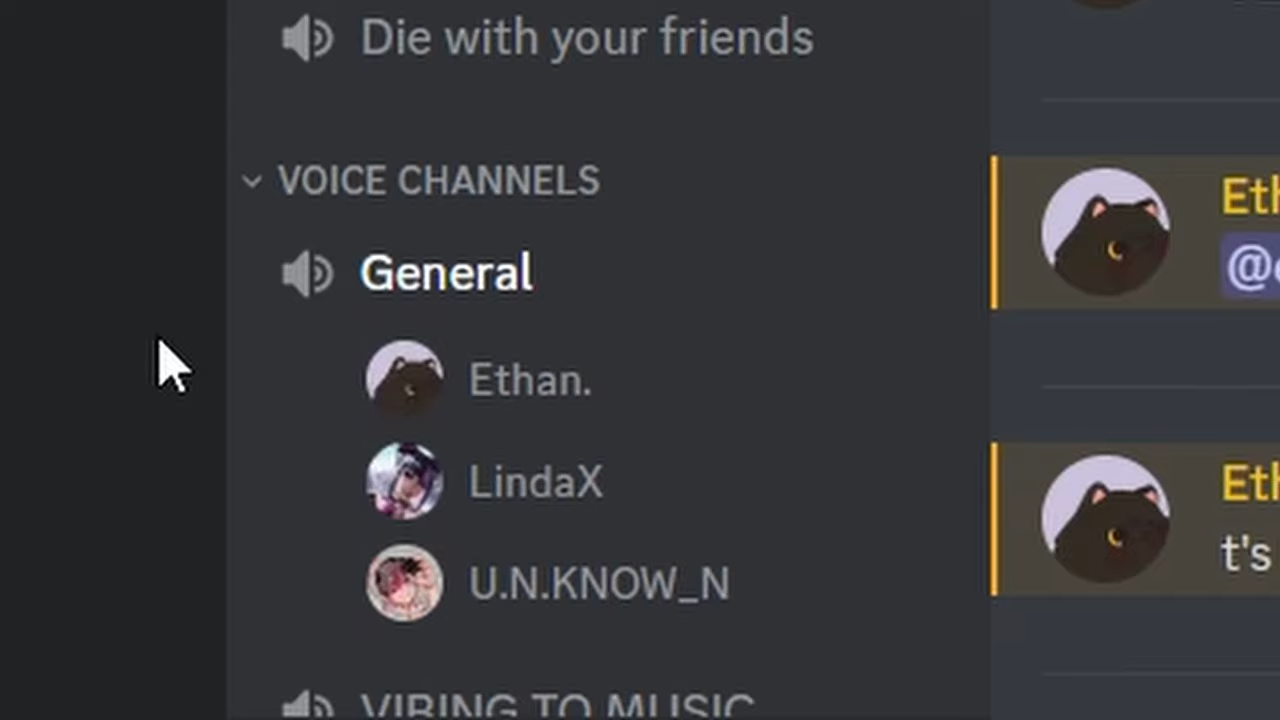 Die with your friends
VOICE CHANNELS
General
Ethan.
LindaX
U.N.KNOW_N
VIBING TO MUSIC
Eth
@
Eth
t's